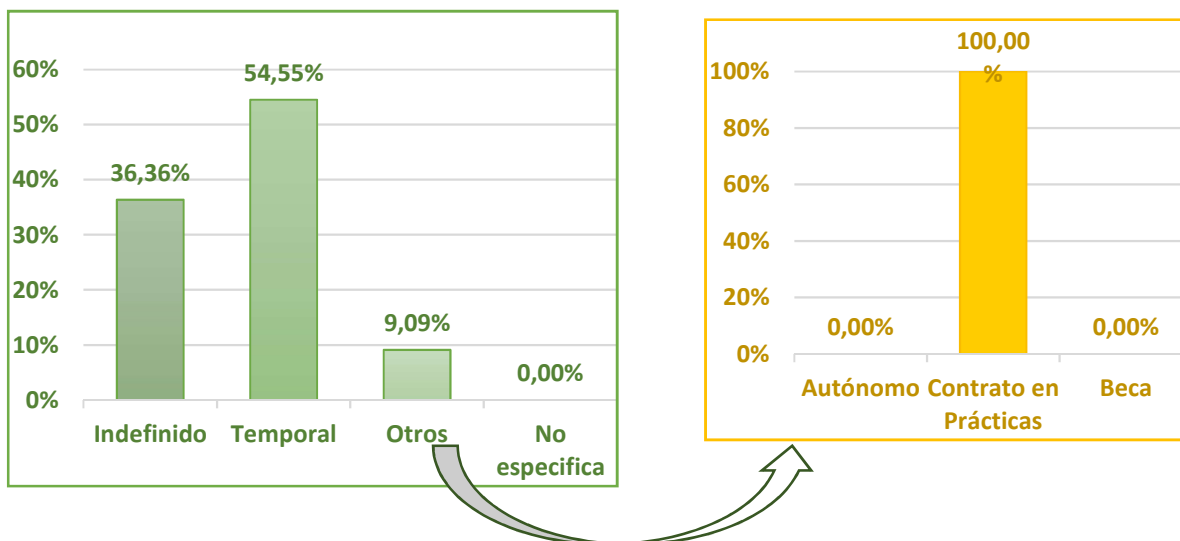 60%
50%
40%
30%
20%
10%
0%
36,36%
54,55%
9,09%
0,00%
Indefinido
Temporal
Otros
No
especifica
100%
80%
60%
40%
20%
0%
0,00%
100,00
%
0,00%
Autónomo
Contrato en
Prácticas
Beca